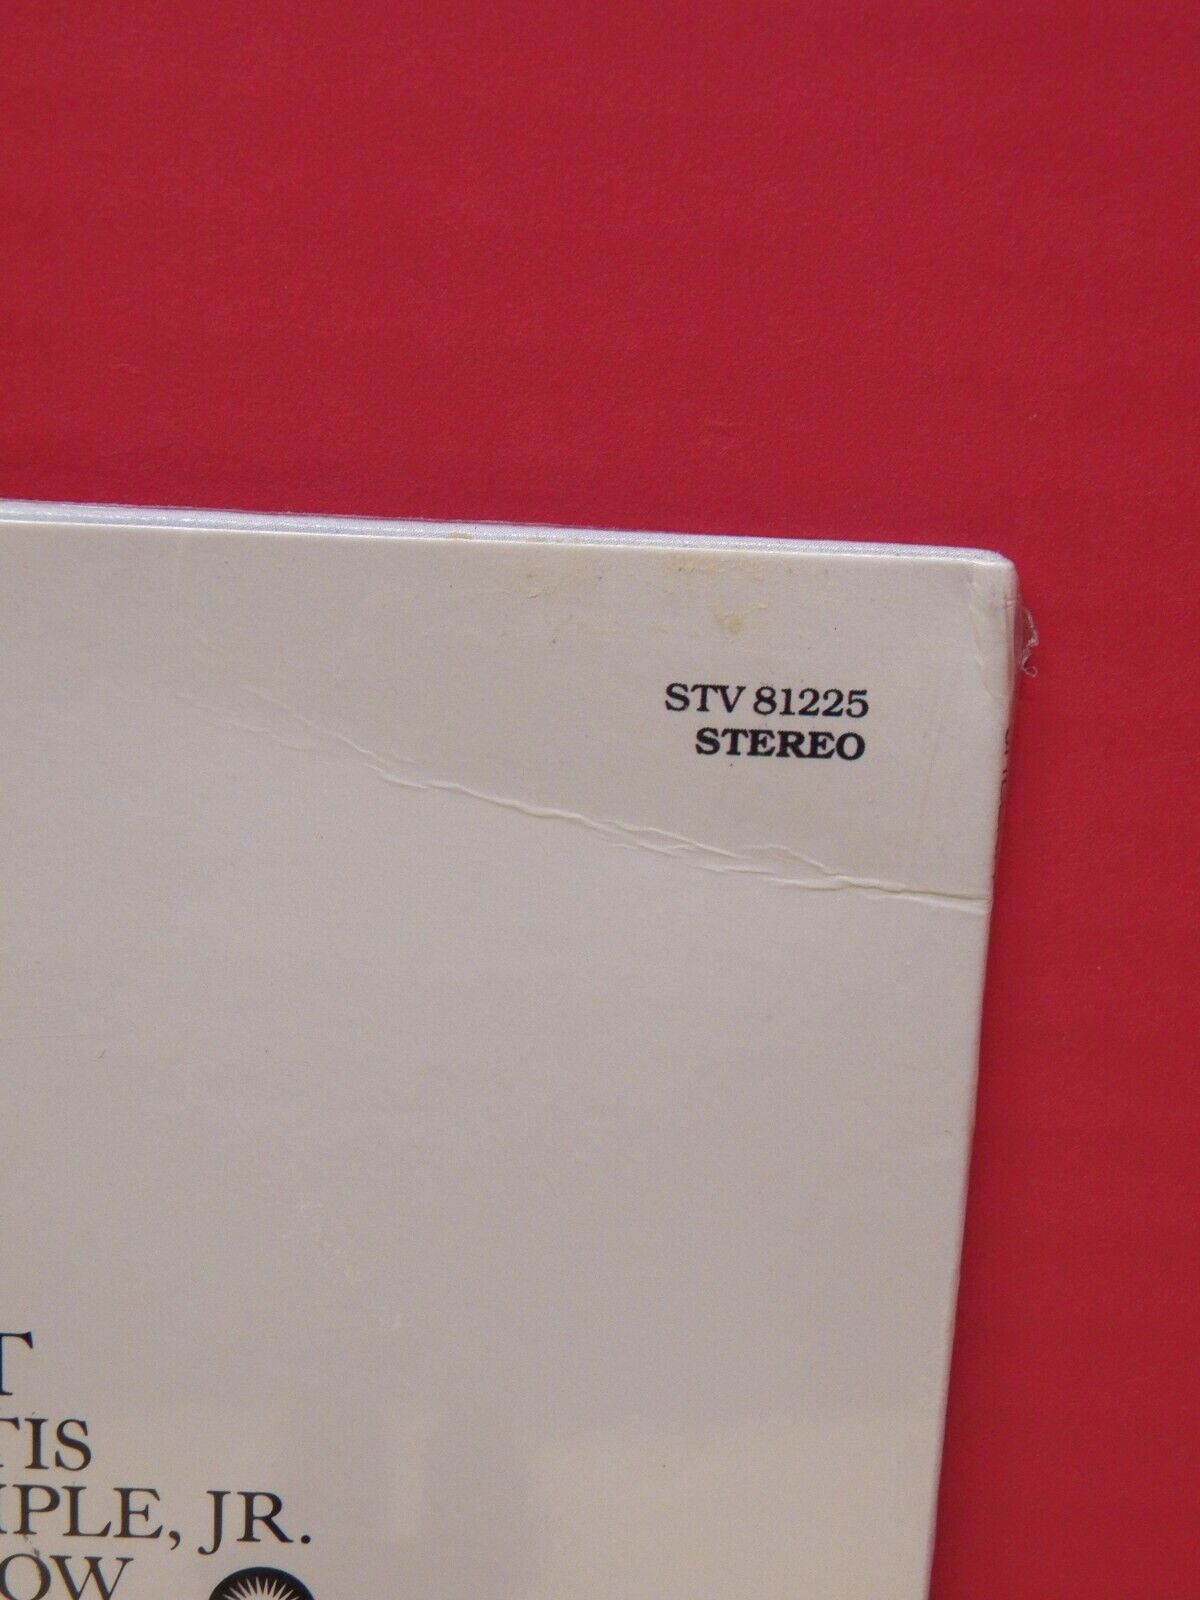 STV 81225
STEREO
T
TIS
IPLE, JR.
OW